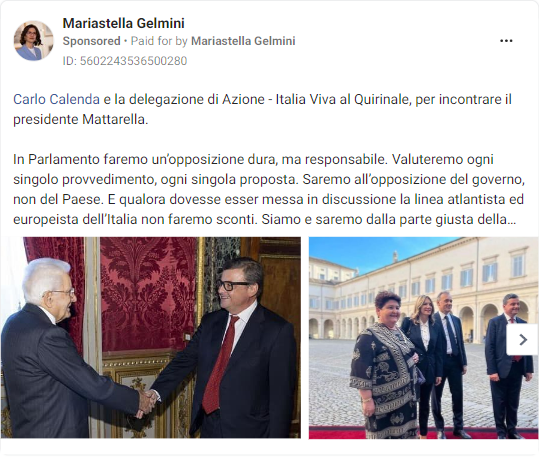 Mariastella Gelmini
Sponsored • Paid for by Mariastella Gelmini
ID: 5602243536500280
Carlo Calenda e la delegazione di Azione - Italia Viva al Quirinale, per incontrare il
presidente Mattarella.
In Parlamento faremo un'opposizione dura, ma responsabile. Valuteremo ogni
singolo provvedimento, ogni singola proposta. Saremo all'opposizione del governo,
non del Paese. E qualora dovesse esser messa in discussione la linea atlantista ed
europeista dell'Italia non faremo sconti. Siamo e saremo dalla parte giusta della...